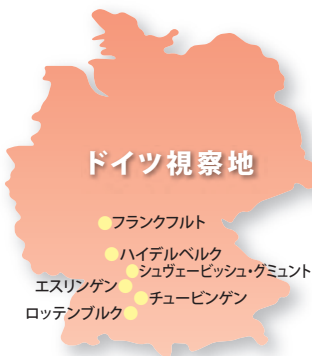 ドイツ視察地
フランクフルト
ハイデルベルク
シュヴェービッシュ・グミュント
エスリンゲン
チュービンゲン
ロッテンブルク